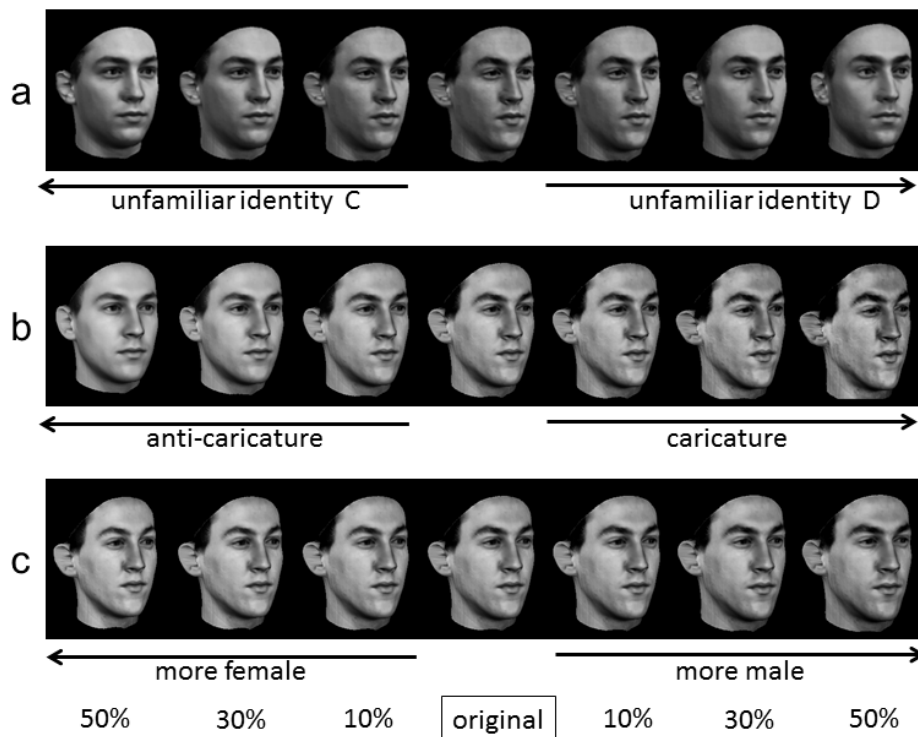 a
unfamiliar identity C unfamiliar identity D
b
anti-caricature caricature
c
more female more male
50% 30% 10% original 10% 30% 50%